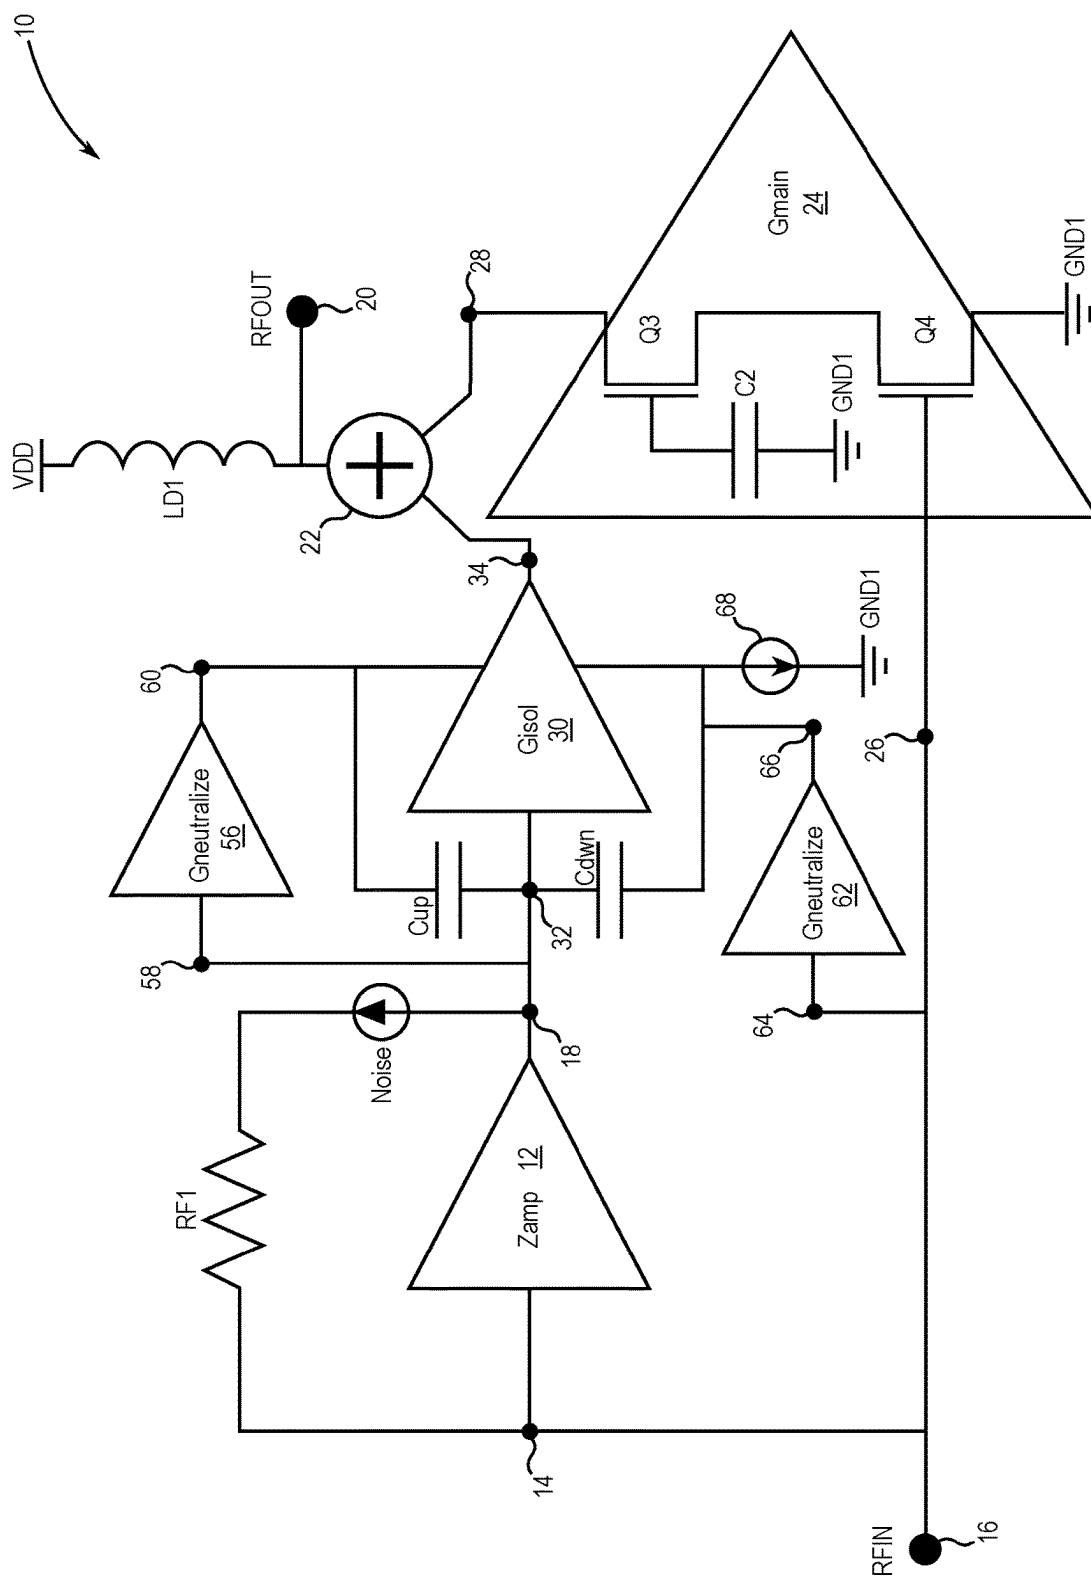 10
VDD
LD1
RFOUT
20
22
28
34
60
Gneutralize
56
58
Gisol
30
Cup
Cdwn
32
68
GND1
66
Gneutralize
62
64
26
Gmain
24
Q3
Q4
C2
GND1
GND1
RF1
Noise
18
Zamp 12
14
RFIN
16